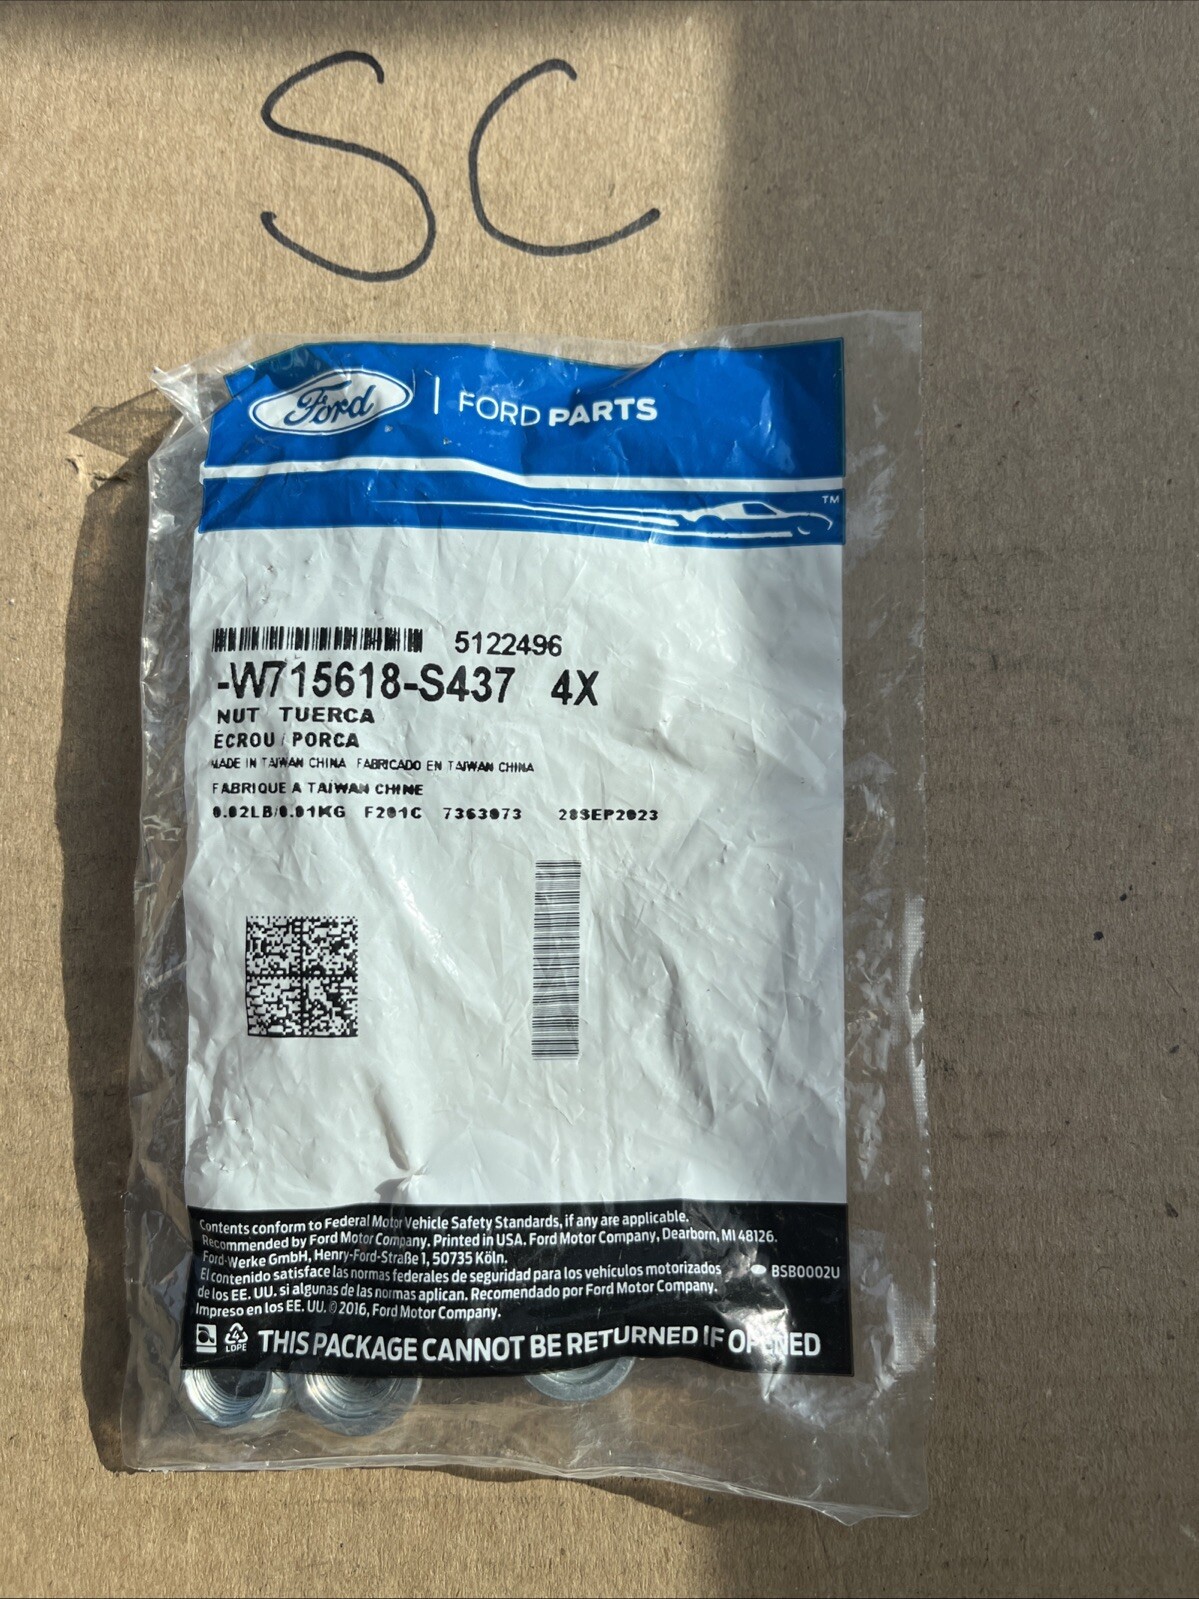 SC
Ford | FORD PARTS
TM
5122496
-W715618-S437 4X
NUT TUERCA
ECROU / PORCA
MADE IN TAIWAN CHINA FABRICADO EN TAIWAN CHINA
FABRIQUE A TAIWAN CHINE
0.02LB/0.01KG F201C 7363073 28SEP2023
Contents conform to Federal Motor Vehicle Safety Standards, if any are applicable.
Recommended by Ford Motor Company. Printed in USA. Ford Motor Company, Dearborn, MI 48126.
Ford-Werke GmbH, Henry-Ford-Straße 1, 50735 Köln.
El contenido satisface las normas federales de seguridad para los vehículos motorizados
de los EE. UU. si algunas de las normas aplican. Recomendado por Ford Motor Company.
Impreso en los EE. UU. © 2016, Ford Motor Company.
BSB0002U
4
LDPE
THIS PACKAGE CANNOT BE RETURNED IF OPENED